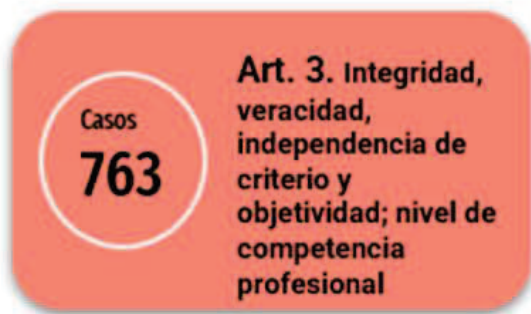 Casos
763
Art. 3. Integridad,
veracidad,
independencia de
criterio y
objetividad; nivel de
competencia
profesional